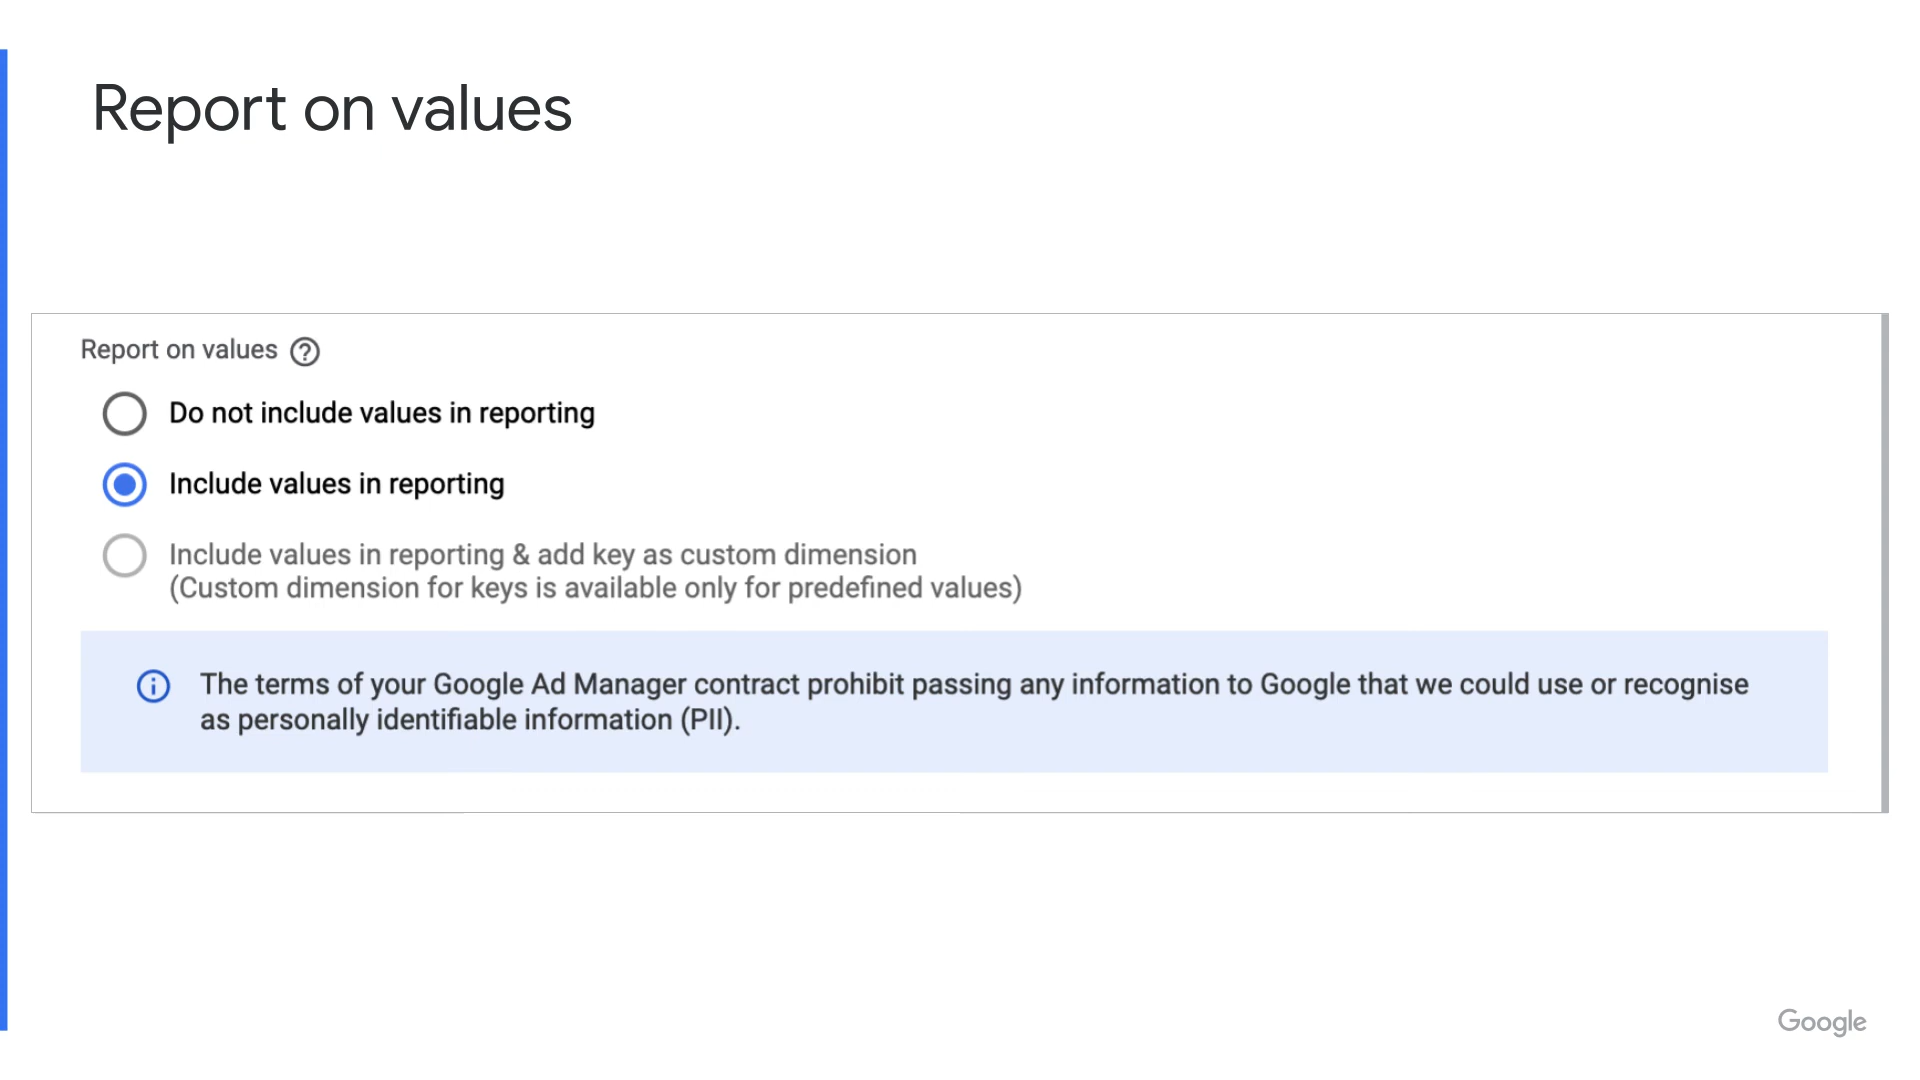 Report on values
Report on values
Do not include values in reporting
Include values in reporting
Include values in reporting & add key as custom dimension
(Custom dimension for keys is available only for predefined values)
The terms of your Google Ad Manager contract prohibit passing any information to Google that we could use or recognise
as personally identifiable information (PII).
Google